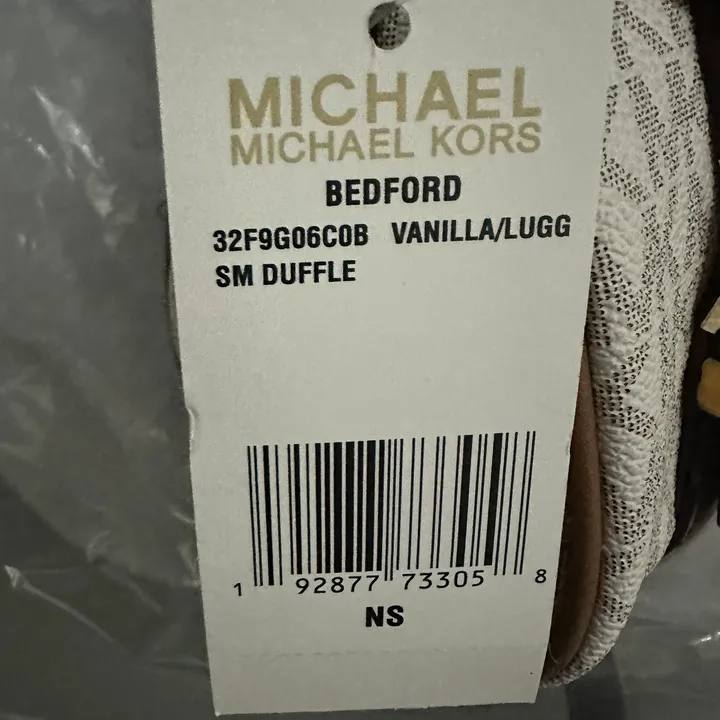 MICHAEL
MICHAEL KORS
BEDFORD
32F9G06C0B VANILLA/LUGG
SM DUFFLE
1 92877 73305 8
NS